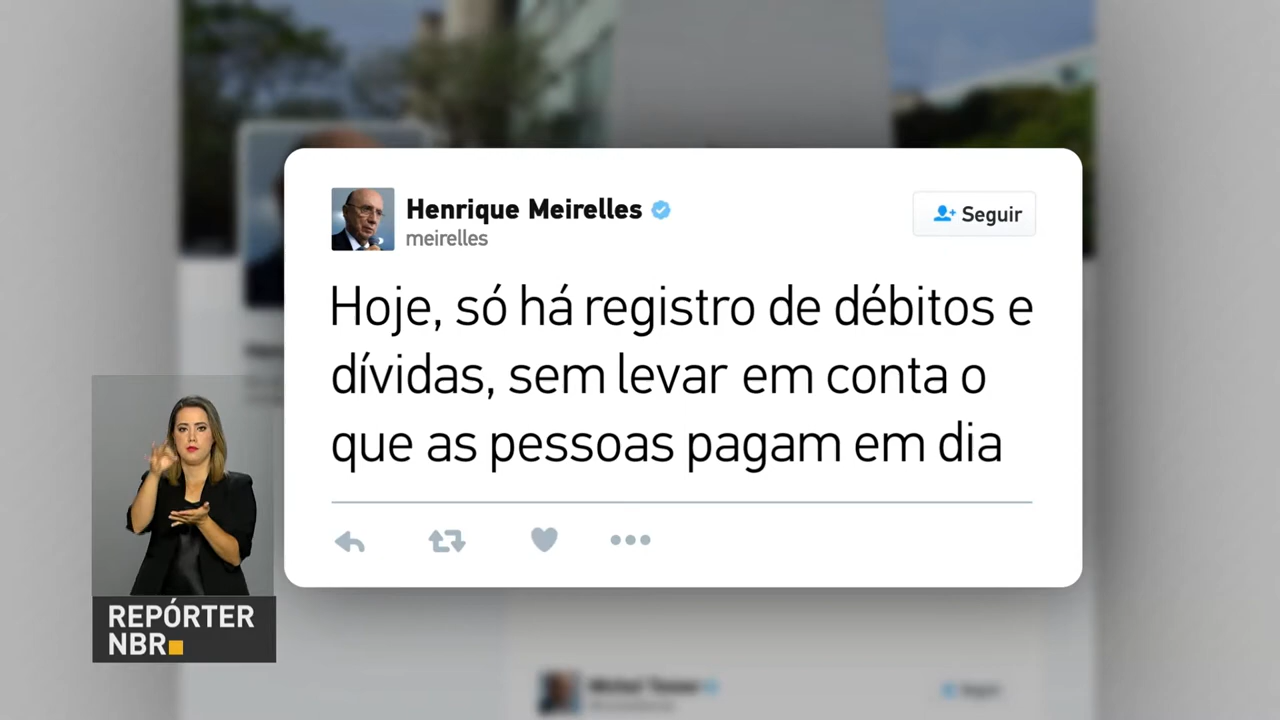 Henrique Meirelles
meirelles
Seguir
Hoje, só há registro de débitos e
dívidas, sem levar em conta o
que as pessoas pagam em dia
REPÓRTER
NBR